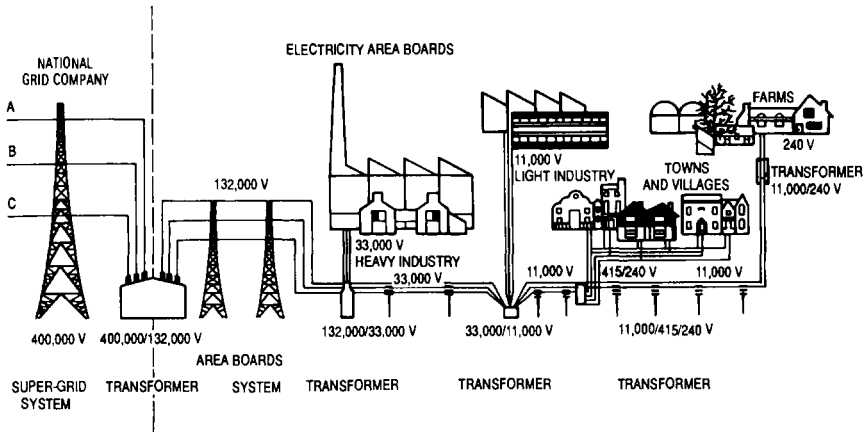 ELECTRICITY AREA BOARDS
NATIONAL
GRID COMPANY
A
B
C
FARMS
240 V
11,000 V
LIGHT INDUSTRY
TOWNS
AND VILLAGES
TRANSFORMER
11,000/240 V
132,000 V
33,000 V
HEAVY INDUSTRY
33,000 V
11,000 V
415/240 V
11,000 V
400,000 V
400,000/132,000 V
132,000/33,000 V
33,000/11,000 V
11,000/415/240 V
AREA BOARDS
SUPER-GRID
SYSTEM
TRANSFORMER
SYSTEM
TRANSFORMER
TRANSFORMER
TRANSFORMER